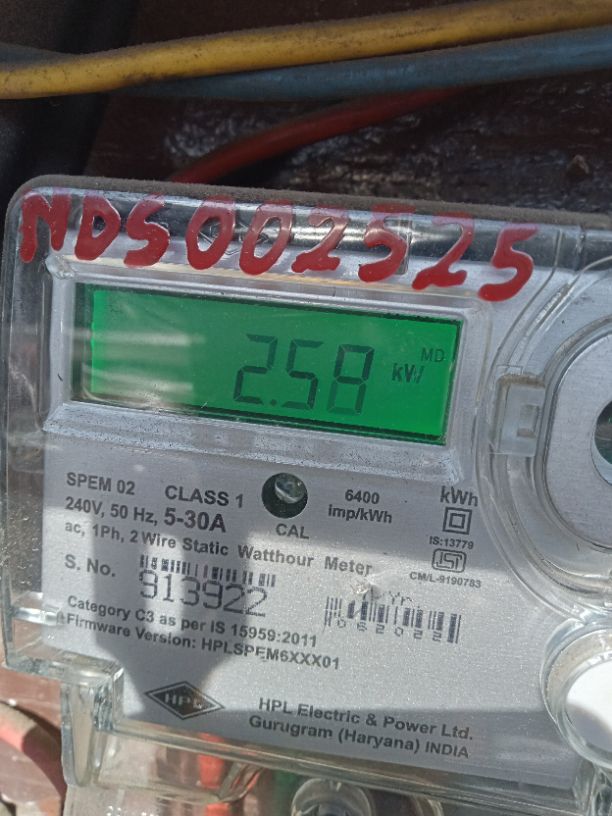 NDS002525
2.58 kW MD
SPEM 02 CLASS 1
240V, 50 Hz, 5-30A
CAL
6400
imp/kWh
kWh
IS:13779
ISI
CM/L-9190783
ac, 1Ph, 2 Wire Static Watthour Meter
S. No.
913922
062022
Category C3 as per IS 15959:2011
Firmware Version: HPLSPEM6XXX01
HPL
HPL Electric & Power Ltd.
Gurugram (Haryana) INDIA